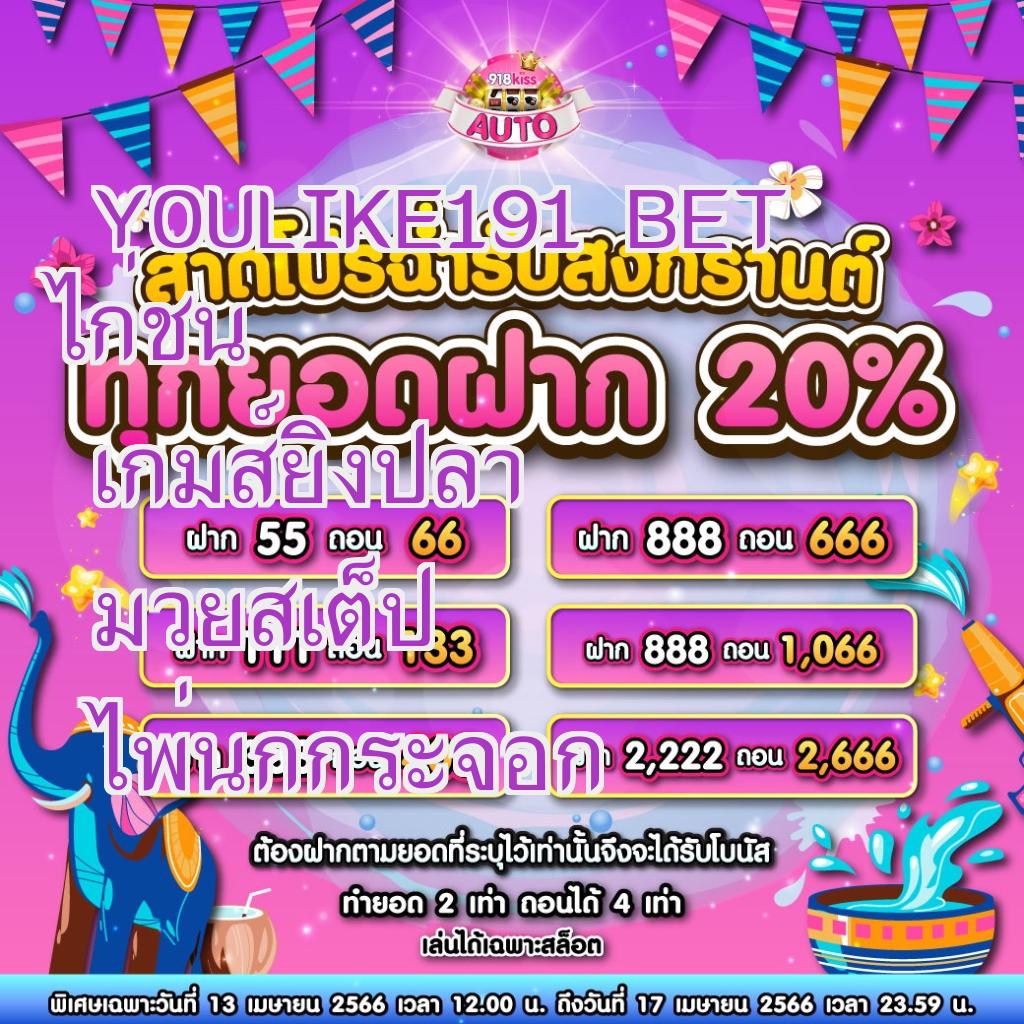 918kiss
AUTO
YOULIKE191 BET
สาดโปรฉ่ำรับสงกรานต์
ไก่ชน
ทุกยอดฝาก 20%
เกมส์ยิงปลา
ฝาก 55 ถอน 66
ฝาก 888 ถอน 666
มวยสเต็ป
ฝาก 111 ถอน 133
ฝาก 888 ถอน 1,066
ไพ่นกกระจอก
2,222 ถอน 2,666
ต้องฝากตามยอดที่ระบุไว้เท่านั้นจึงจะได้รับโบนัส
ทำยอด 2 เท่า ถอนได้ 4 เท่า
เล่นได้เฉพาะสล็อต
พิเศษเฉพาะวันที่ 13 เมษายน 2566 เวลา 12.00 น. ถึงวันที่ 17 เมษายน 2566 เวลา 23.59 น.